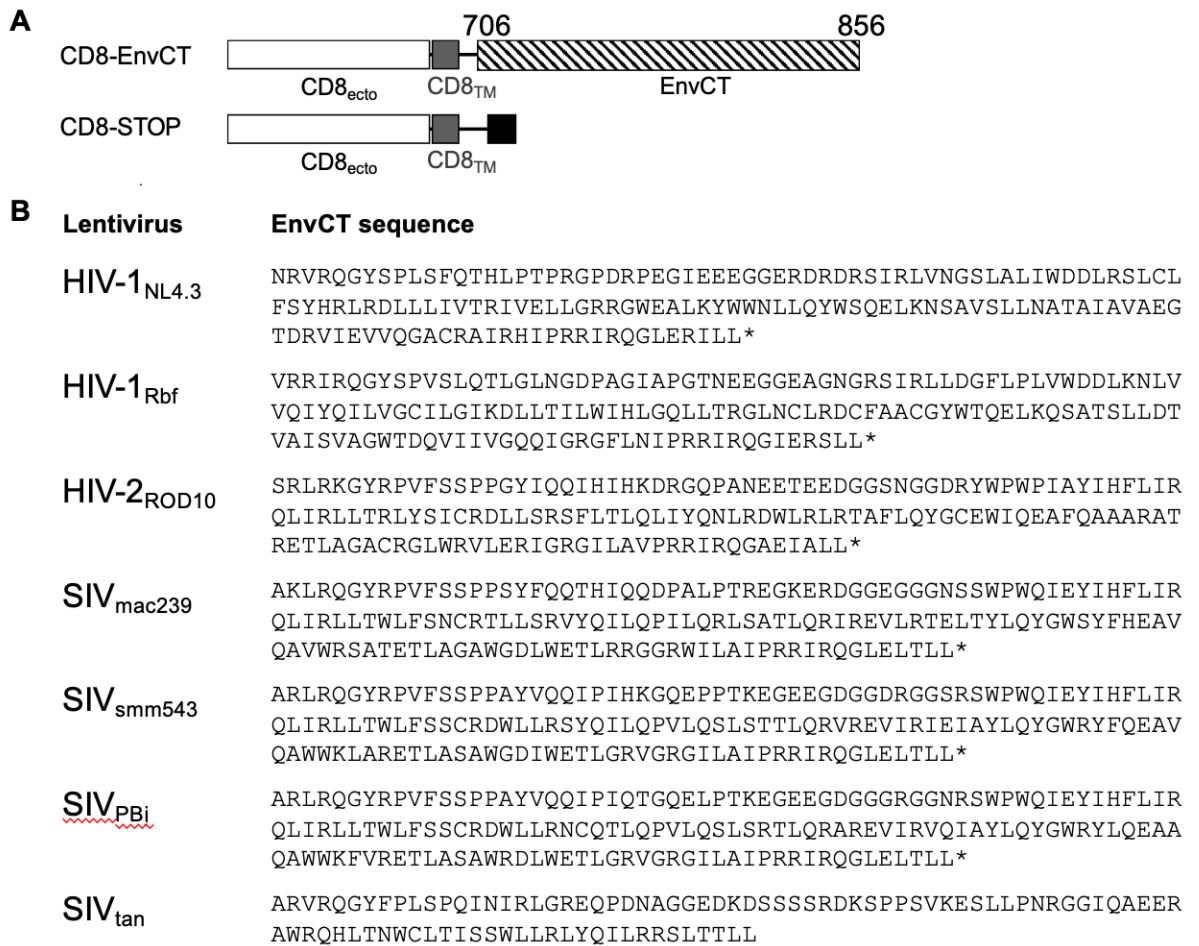 A
706 856
CD8-EnvCT
CD8ecto CD8TM EnvCT
CD8-STOP
CD8ecto CD8TM
B
Lentivirus EnvCT sequence
HIV-1NL4.3
NRVRQGYSPLSFQTHLPTPRGPDRPEGIEEEGGERDRDRSIRLVNGSLALIWDDLRSLCL
FSYHRLRDLLLIVTRIVELLGRRGWEALKYWWNLLQYWSQELKNSAVSLLNATAIAVAEG
TDRVIEVVQGACRAIRHIPRRIRQGLERILL*
HIV-1Rbf
VRRIRQGYSPVSLQTLGLNGDPAGIAPGTNEEGGEAGNGRSIRLLDGFLPLVWDDLKNLV
VQIYQILVGCILGIKDLLTILWIHLGQLLTRGLNCLRDCFAACGYWTQELKQSATSLLDT
VAISVAGWTDQVIIVGQQIGRGFLNIPRRIRQGIERSLL*
HIV-2ROD10
SRLRKGYRPVFSSPPGYIQQIHIHKDRGQPANEETEEDGGSNGGDRYWPWPIAYIHFLIR
QLIRLLTRLYSICRDLLSRSFLTLQLIYQNLRDWLRLRTAFLQYGCEWIQEAFQAAARAT
RETLAGACRGLWRVLERIGRGILAVPRRIRQGAEIALL*
SIVmac239
AKLRQGYRPVFSSPPSYFQQTHIQQDPALPTREGKERDGGEGGGNSSWPWQIEYIHFLIR
QLIRLLTWLFSNCRTLLSRVYQILQPILQRLSATLQRIREVLRTELTYLQYGWSYFHEAV
QAVWRSATETLAGAWGDLWETLRRGGRWILAIPRRIRQGLELTLL*
SIVsmm543
ARLRQGYRPVFSSPPAYVQQIPIHKGQEPPTKEGEEGDGGDRGGSRSWPWQIEYIHFLIR
QLIRLLTWLFSSCRDWLLRSYQILQPVLQSLSTTLQRVREVIRIEIAYLQYGWRYFQEAV
QAWWKLARETLASAWGDIWETLGRVGRGILAIPRRIRQGLELTLL*
SIVPBi
ARLRQGYRPVFSSPPAYVQQIPIQTGQELPTKEGEEGDGGGRGGNRSWPWQIEYIHFLIR
QLIRLLTWLFSSCRDWLLRNCQTLQPVLQSLSRTLQRAREVIRVQIAYLQYGWRYLQEAA
QAWWKFVRETLASAWRDLWETLGRVGRGILAIPRRIRQGLELTLL*
SIVtan
ARVRQGYFPLSPQINIRLGREQPDNAGGEDKDSSSSRDKSPPSVKESLLPNRGGIQAEER
AWRQHLTNWCLTISSWLLRLYQILRRSLTTLL